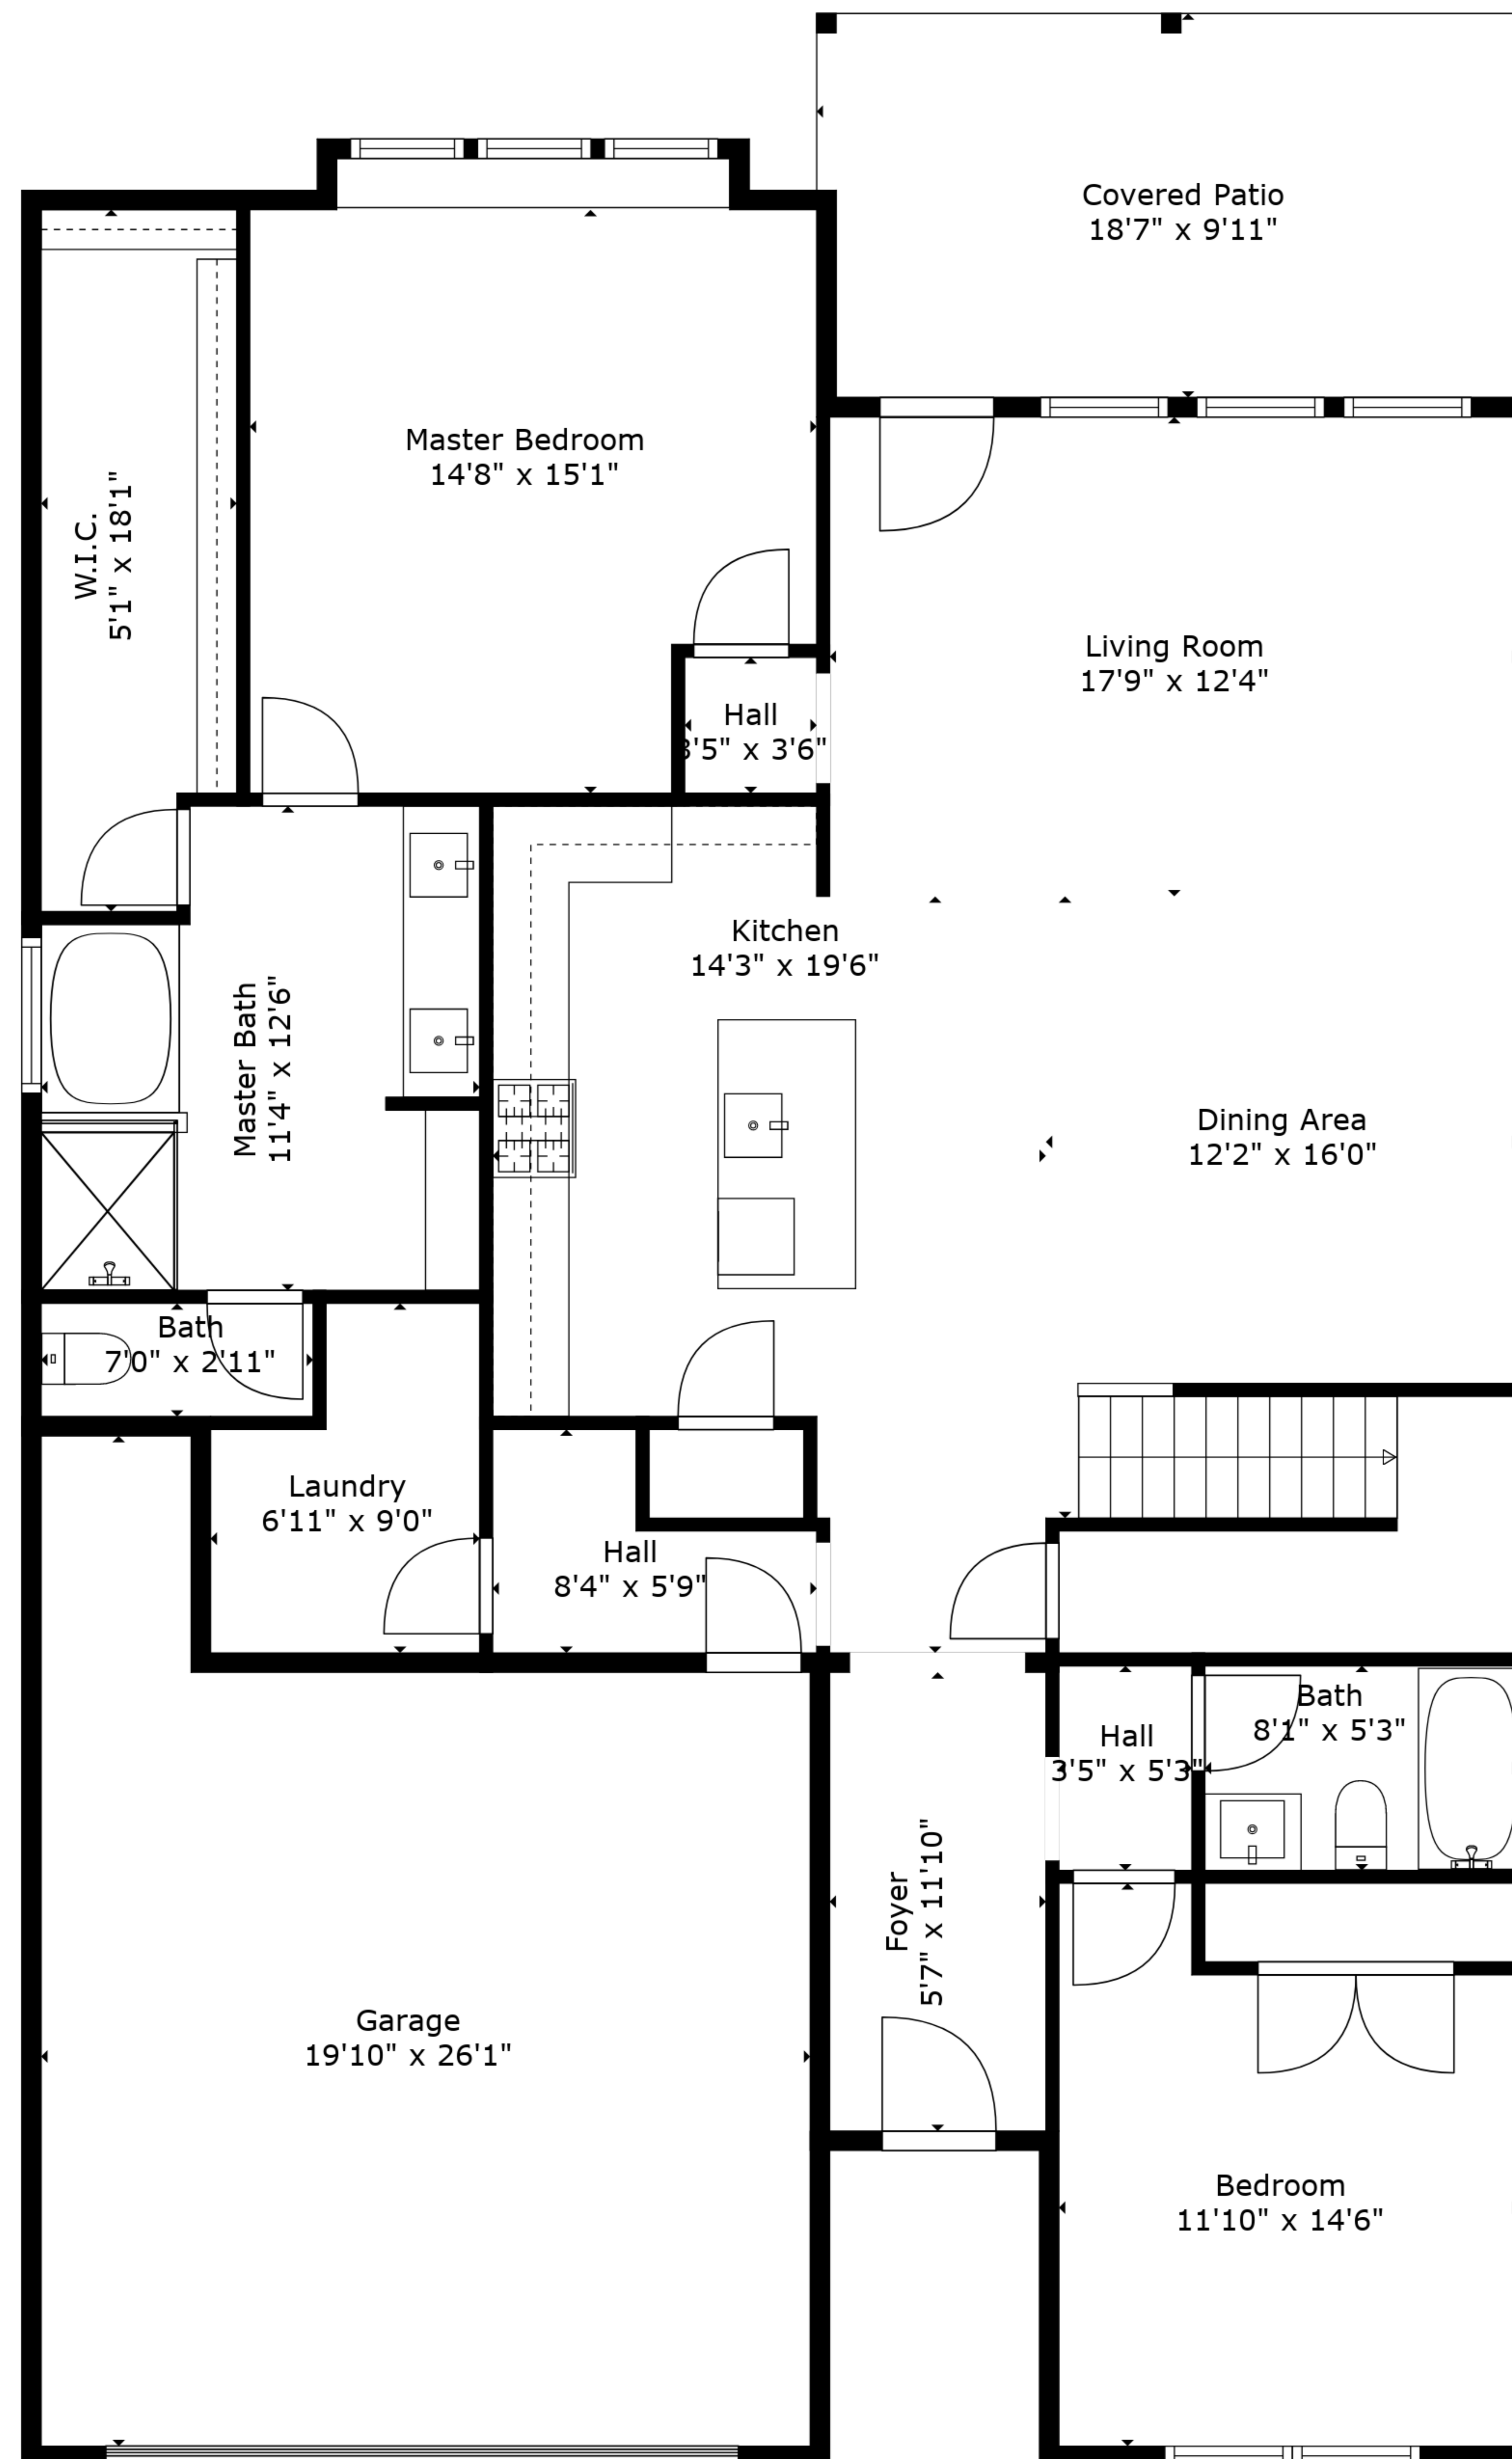 Covered Patio
18'7" x 9'11"
Master Bedroom
14'8" x 15'1"
W.I.C.
5'1" x 18'1"
Living Room
17'9" x 12'4"
Hall
3'5" x 3'6"
Kitchen
14'3" x 19'6"
Master Bath
11'4" x 12'6"
Dining Area
12'2" x 16'0"
Bath
7'0" x 2'11"
Laundry
6'11" x 9'0"
Hall
8'4" x 5'9"
Bath
8'1" x 5'3"
Hall
3'5" x 5'3"
Foyer
5'7" x 11'10"
Garage
19'10" x 26'1"
Bedroom
11'10" x 14'6"